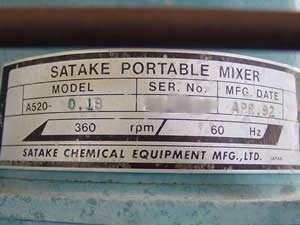 SATAKE PORTABLE MIXER
MODEL SER. No. MFG. DATE
A520- 0.1B APR.92
360 rpm/ 60 Hz
SATAKE CHEMICAL EQUIPMENT MFG.,LTD. JAPAN